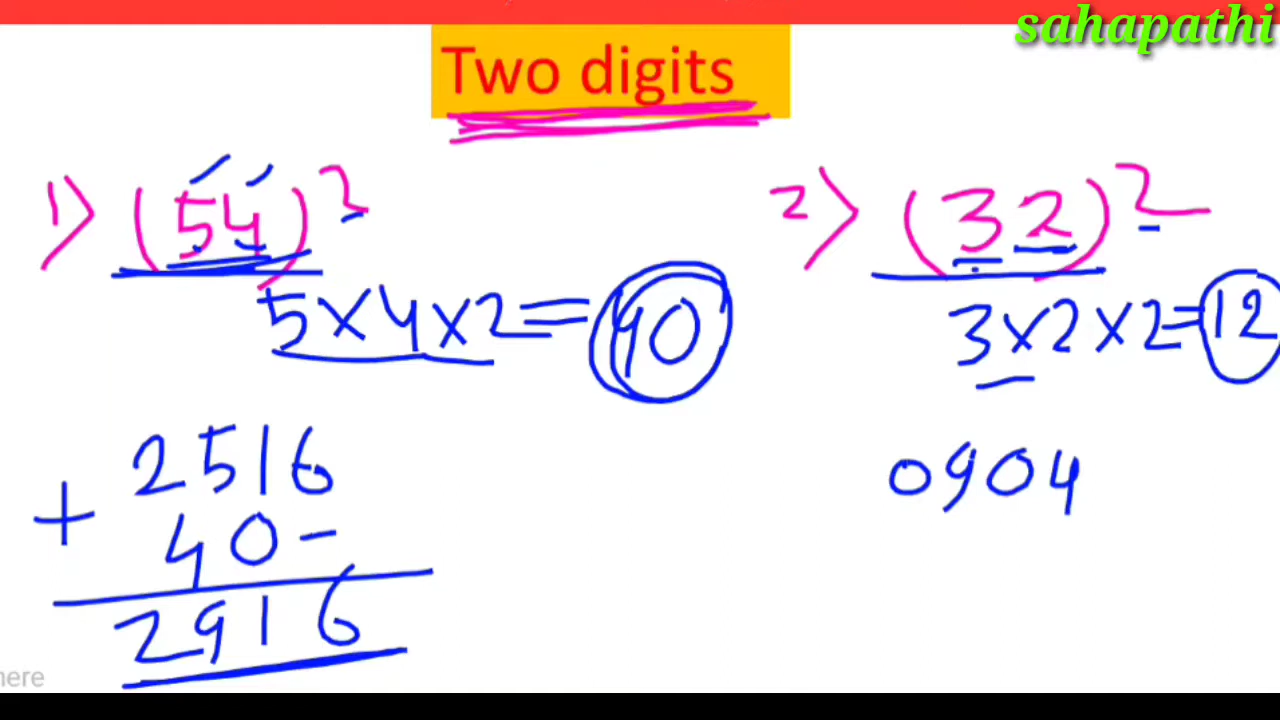 sahapathi
Two digits
1) (54)²
5×4×2=40
2516
+ 40-
2916
2) (32)²
3×2×2=12
0904
here